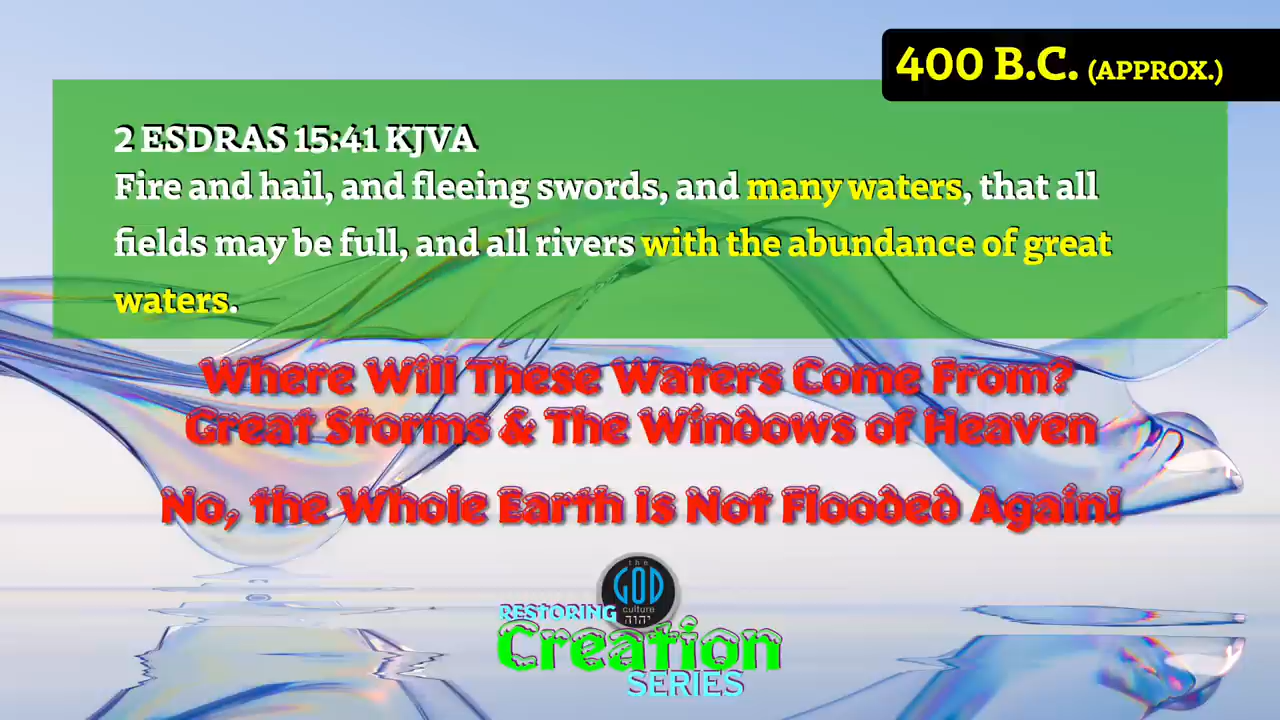 400 B.C. (APPROX.)
2 ESDRAS 15:41 KJVA
Fire and hail, and fleeing swords, and many waters, that all
fields may be full, and all rivers with the abundance of great
waters.
Where Will These Waters Come From?
Great Storms & The Windows of Heaven
No, the Whole Earth Is Not Flooded Again!
the
GOD
culture
יהוה
RESTORING
Creation
SERIES